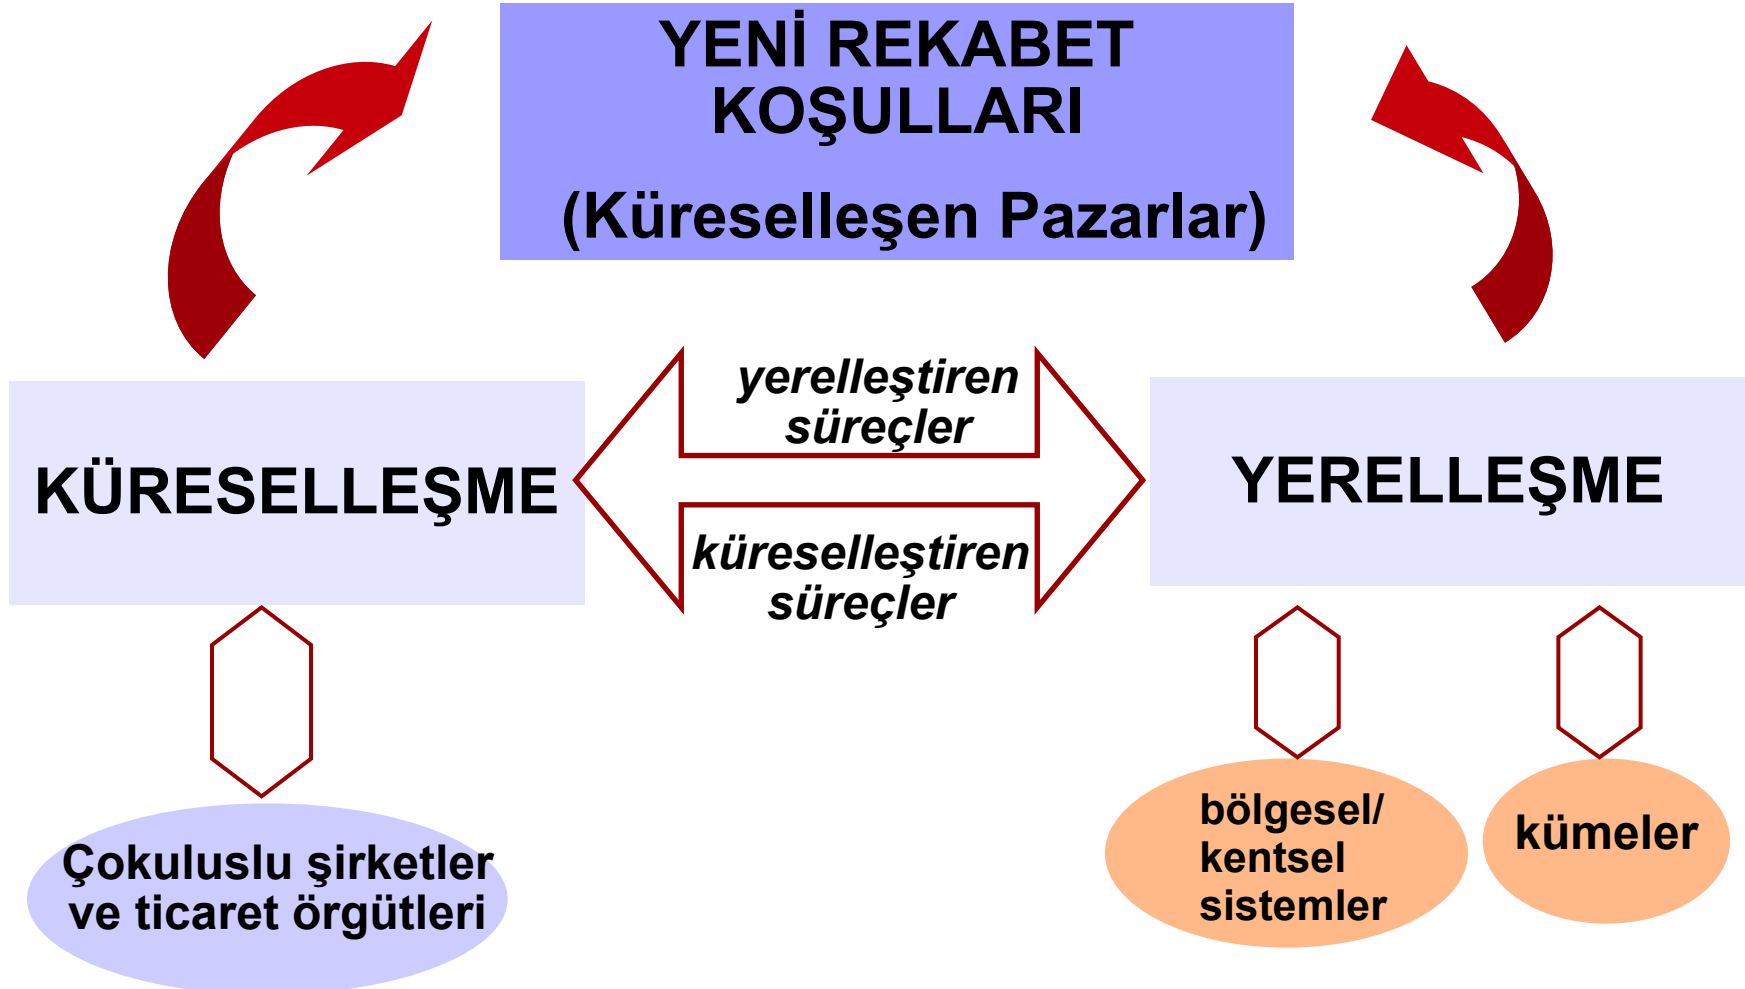 YENİ REKABET
KOŞULLARI
(Küreselleşen Pazarlar)
yerelleştiren
süreçler
KÜRESELLEŞME
YERELLEŞME
küreselleştiren
süreçler
Çokuluslu şirketler
ve ticaret örgütleri
bölgesel/
kentsel
sistemler
kümeler